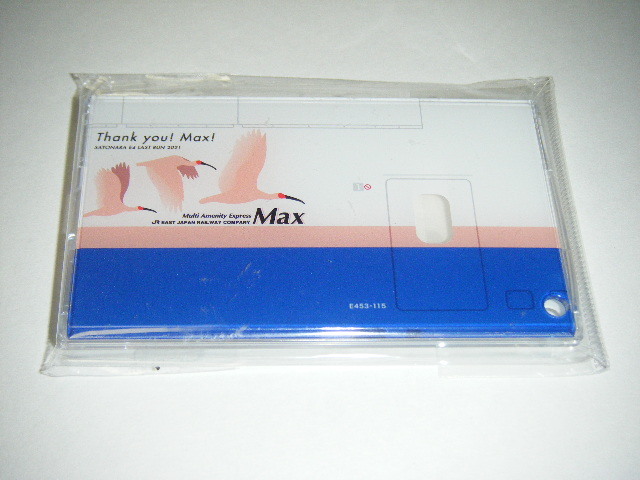 Thank you! Max!
SAYONARA E4 LAST RUN 2021
Multi Amenity Express Max
JR EAST JAPAN RAILWAY COMPANY
E453-115